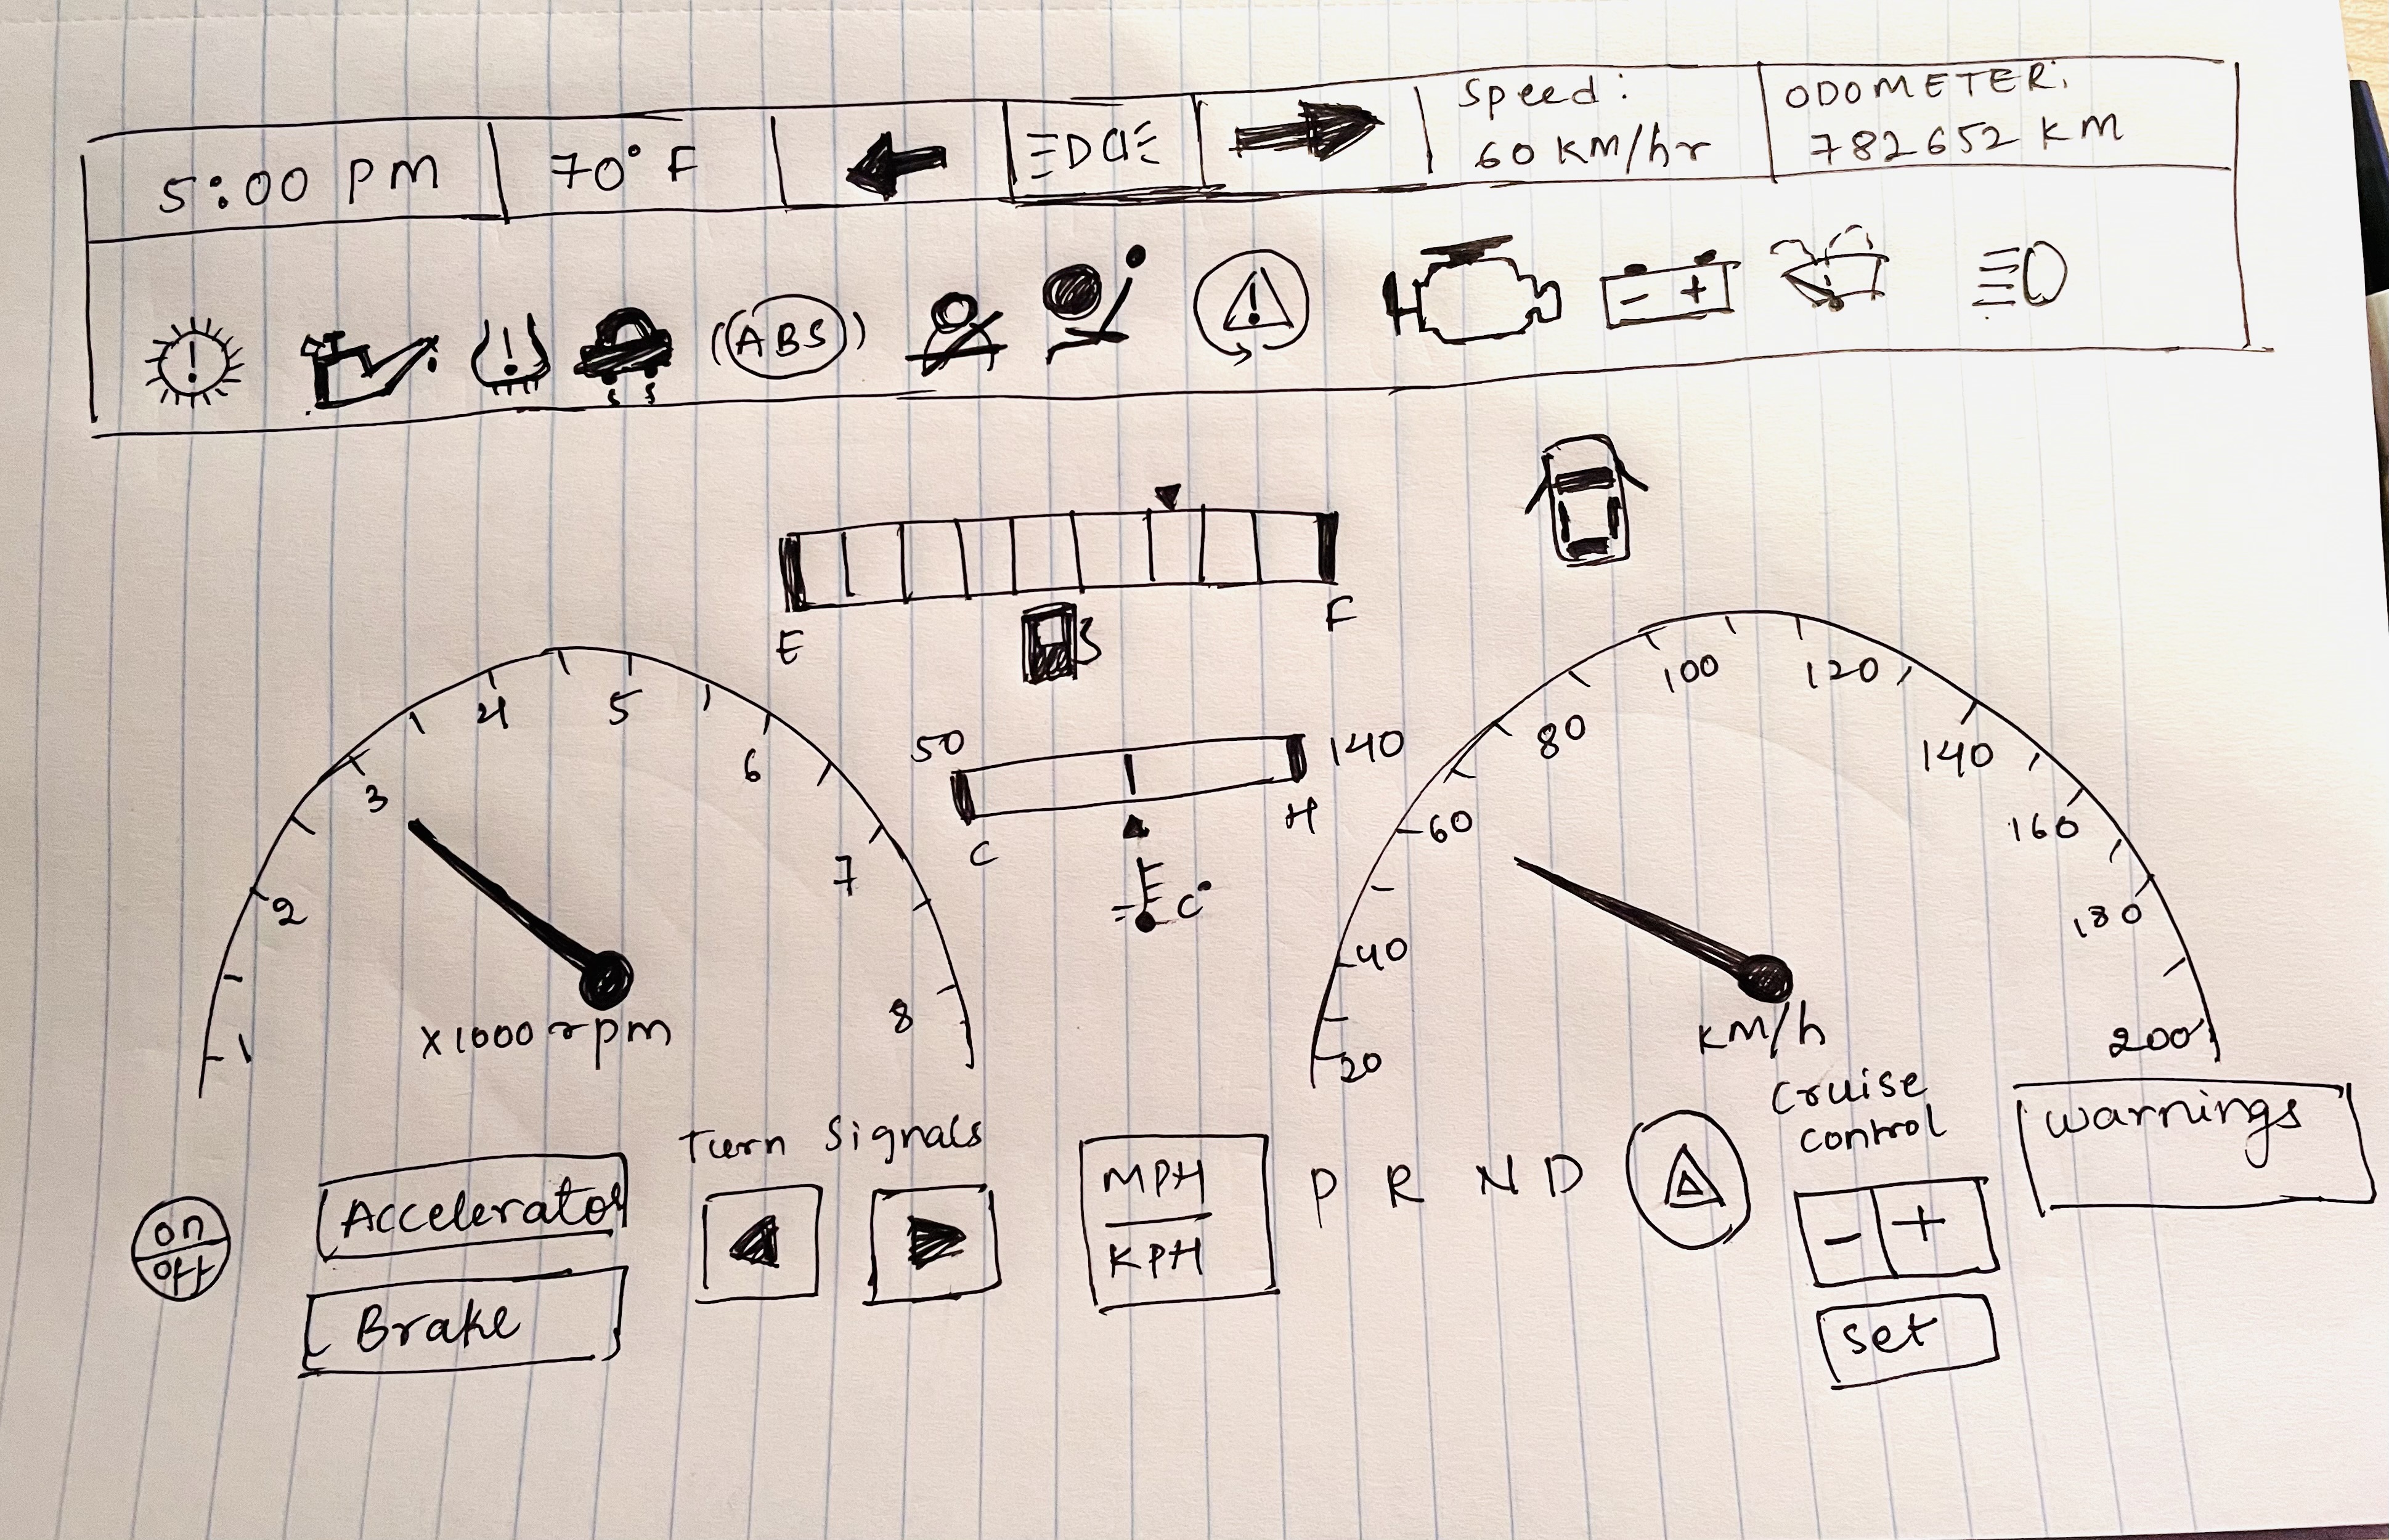 5:00 PM
70° F
Speed:
60 KM/hr
ODOMETER:
782652 KM
!
!
(ABS)
!
- +
E
F
50
140
C
H
C°
1
2
3
4
5
6
7
8
x1000 rpm
20
40
60
80
100
120
140
160
180
200
KM/h
on
off
Accelerator
Brake
Turn Signals
MPH
KPH
P R N D
Cruise
control
- +
set
warnings